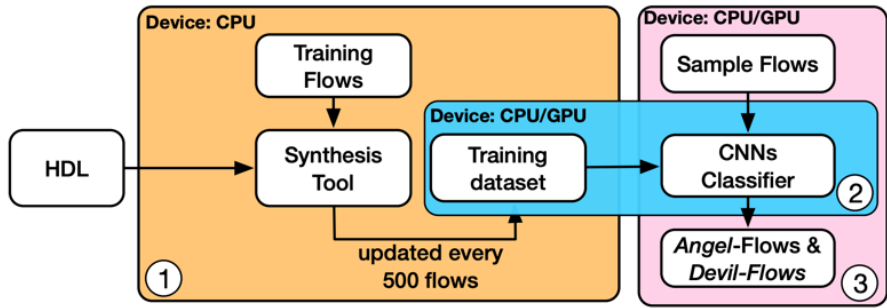 Device: CPU
Training
Flows
HDL
Synthesis
Tool
updated every
500 flows
1
Device: CPU/GPU
Training
dataset
CNNs
Classifier
2
Device: CPU/GPU
Sample Flows
Angel-Flows &
Devil-Flows
3